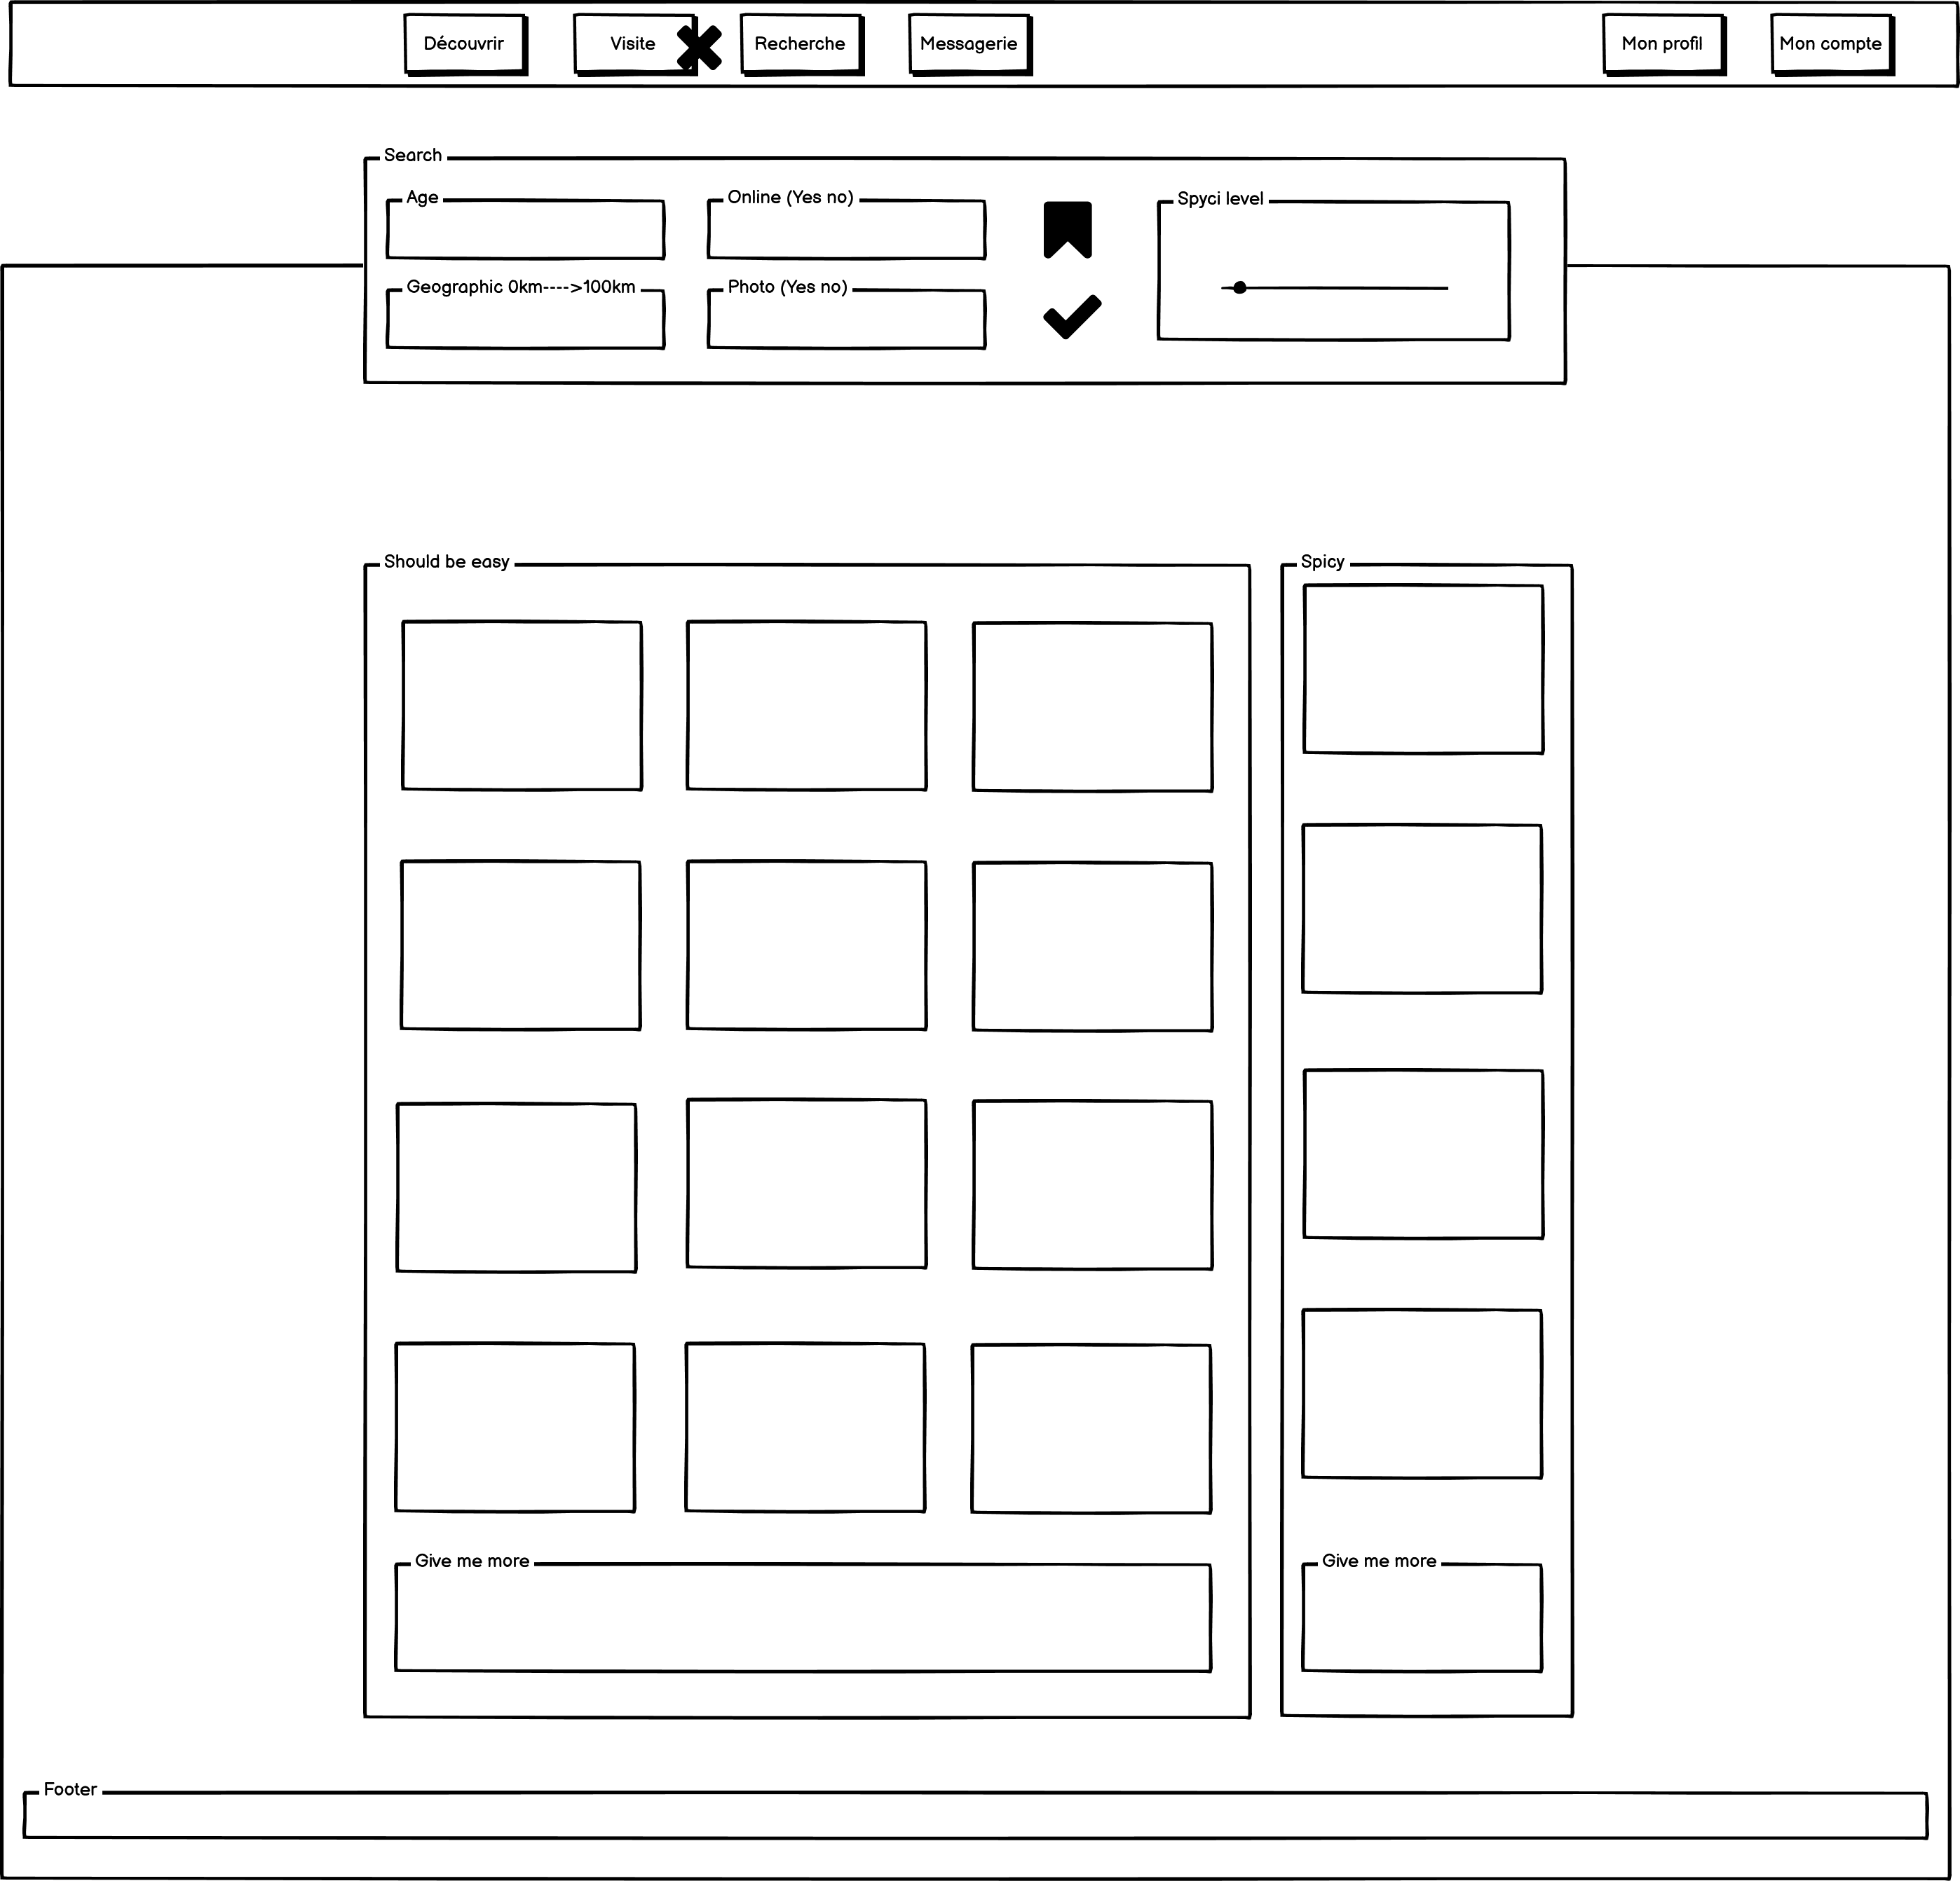 Découvrir
Visite
Recherche
Messagerie
Mon profil
Mon compte
Search
Age
Online (Yes no)
Spyci level
Geographic 0km---->100km
Photo (Yes no)
Should be easy
Spicy
Give me more
Give me more
Footer